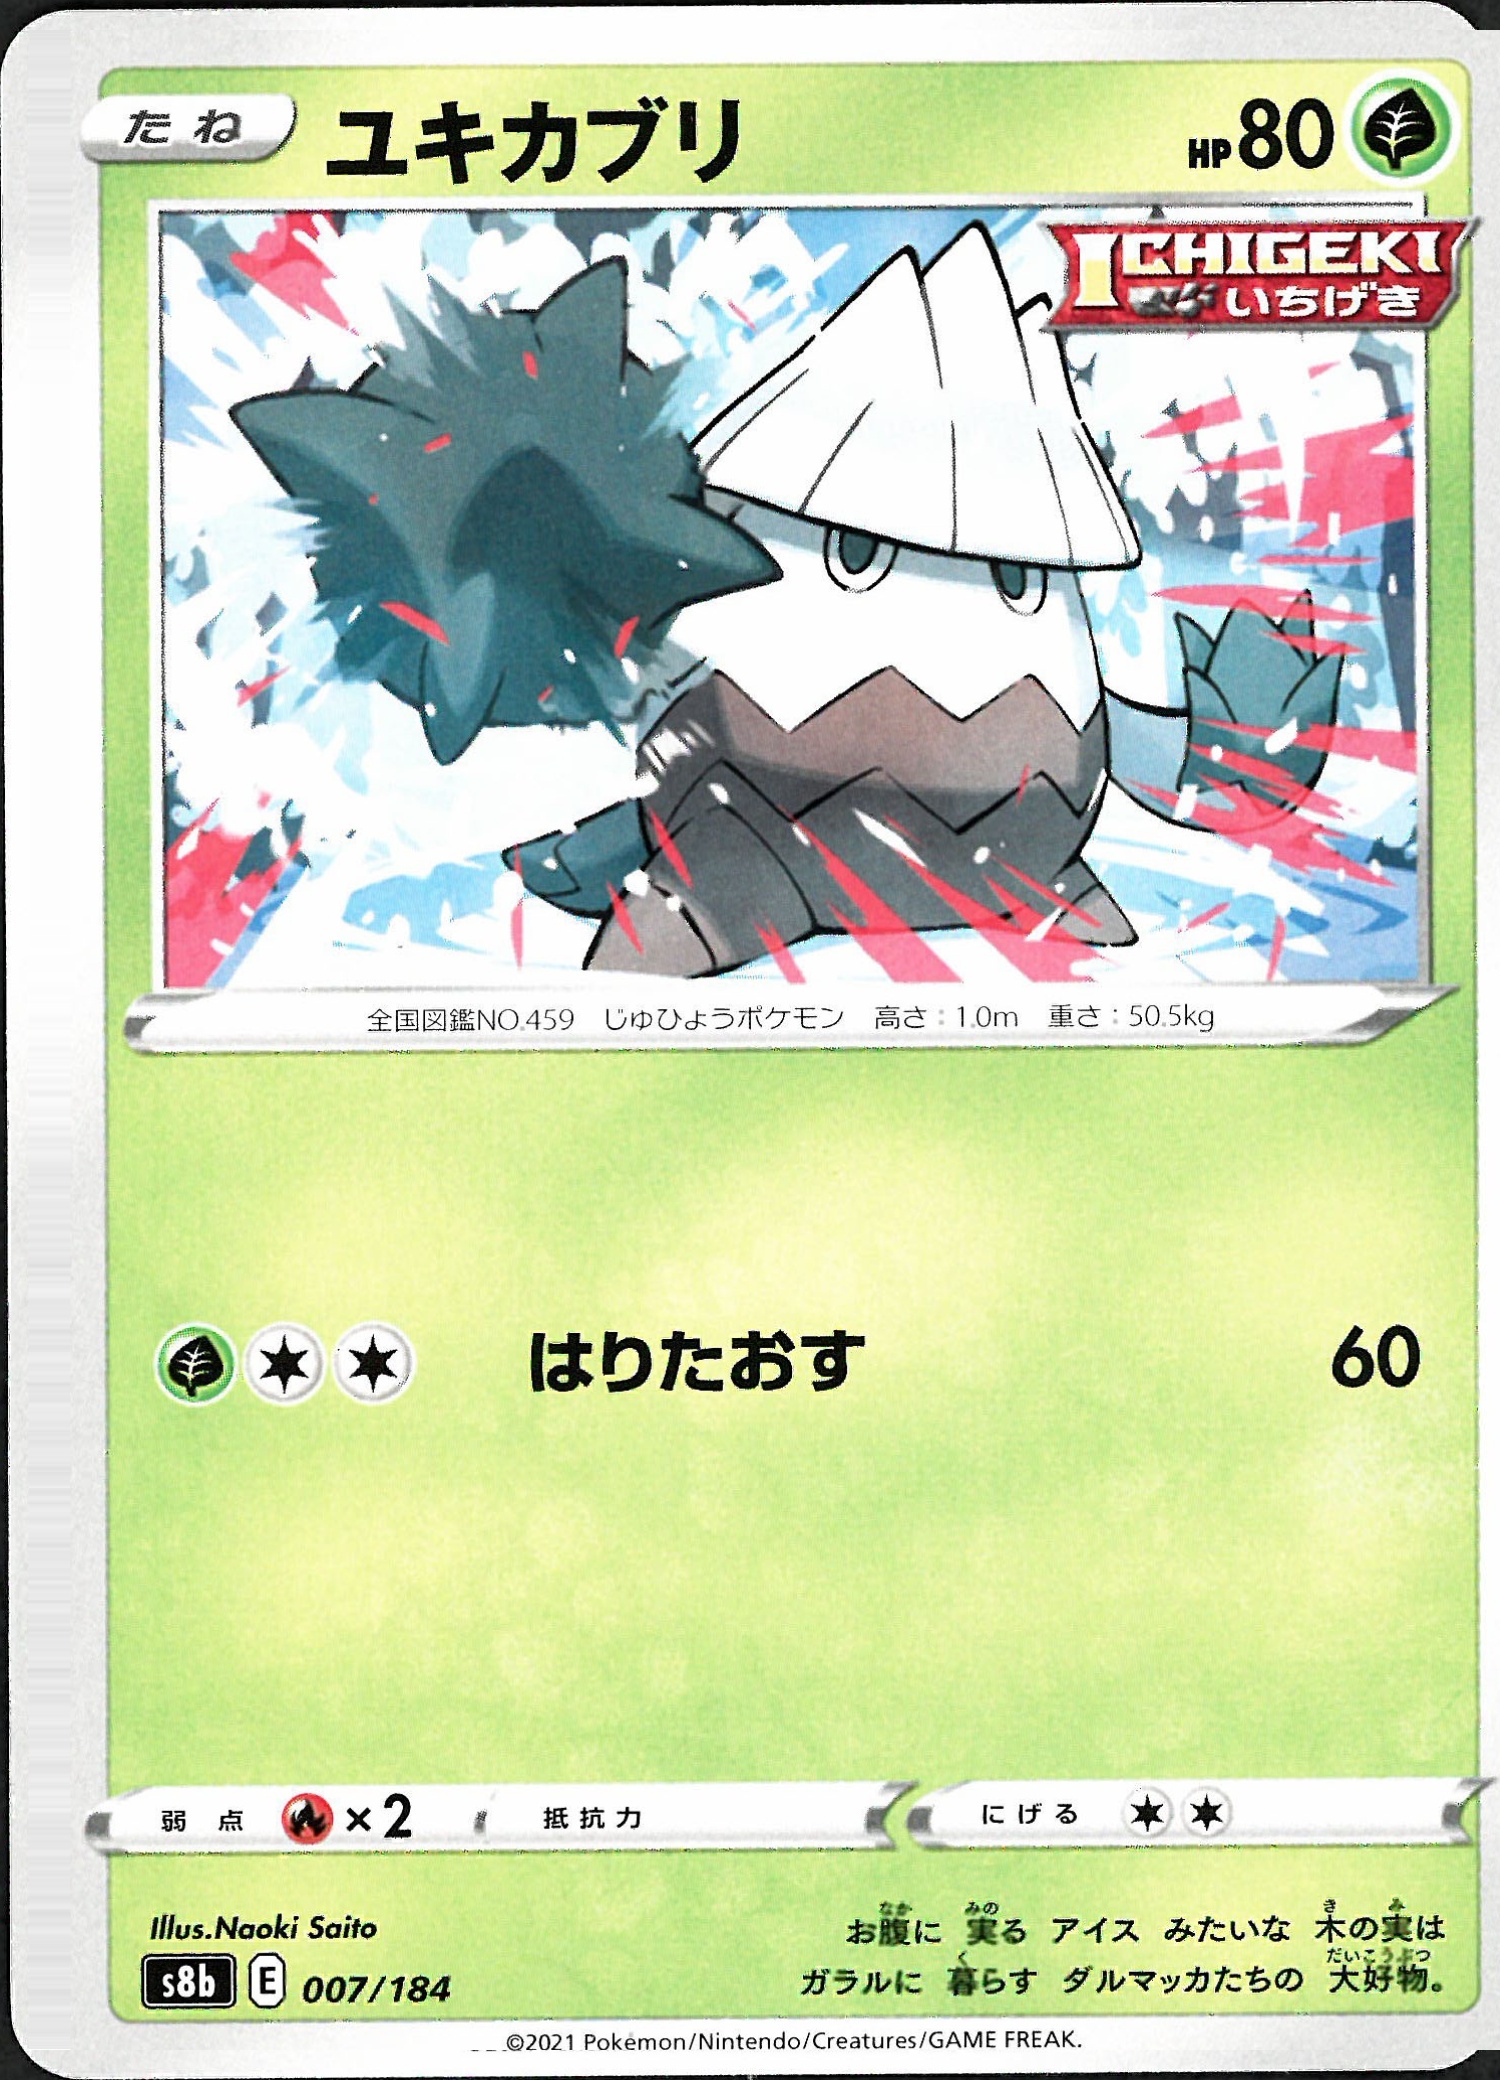 たね ユキカブリ HP80
ICHIGEKI
いちげき
全国図鑑NO.459 じゅひょうポケモン 高さ：1.0m 重さ：50.5kg
はりたおす 60
弱点 ×2 抵抗力 にげる
Illus.Naoki Saito
s8b E 007/184
お腹に 実る アイス みたいな 木の実は
ガラルに 暮らす ダルマッカたちの 大好物。
©2021 Pokémon/Nintendo/Creatures/GAME FREAK.